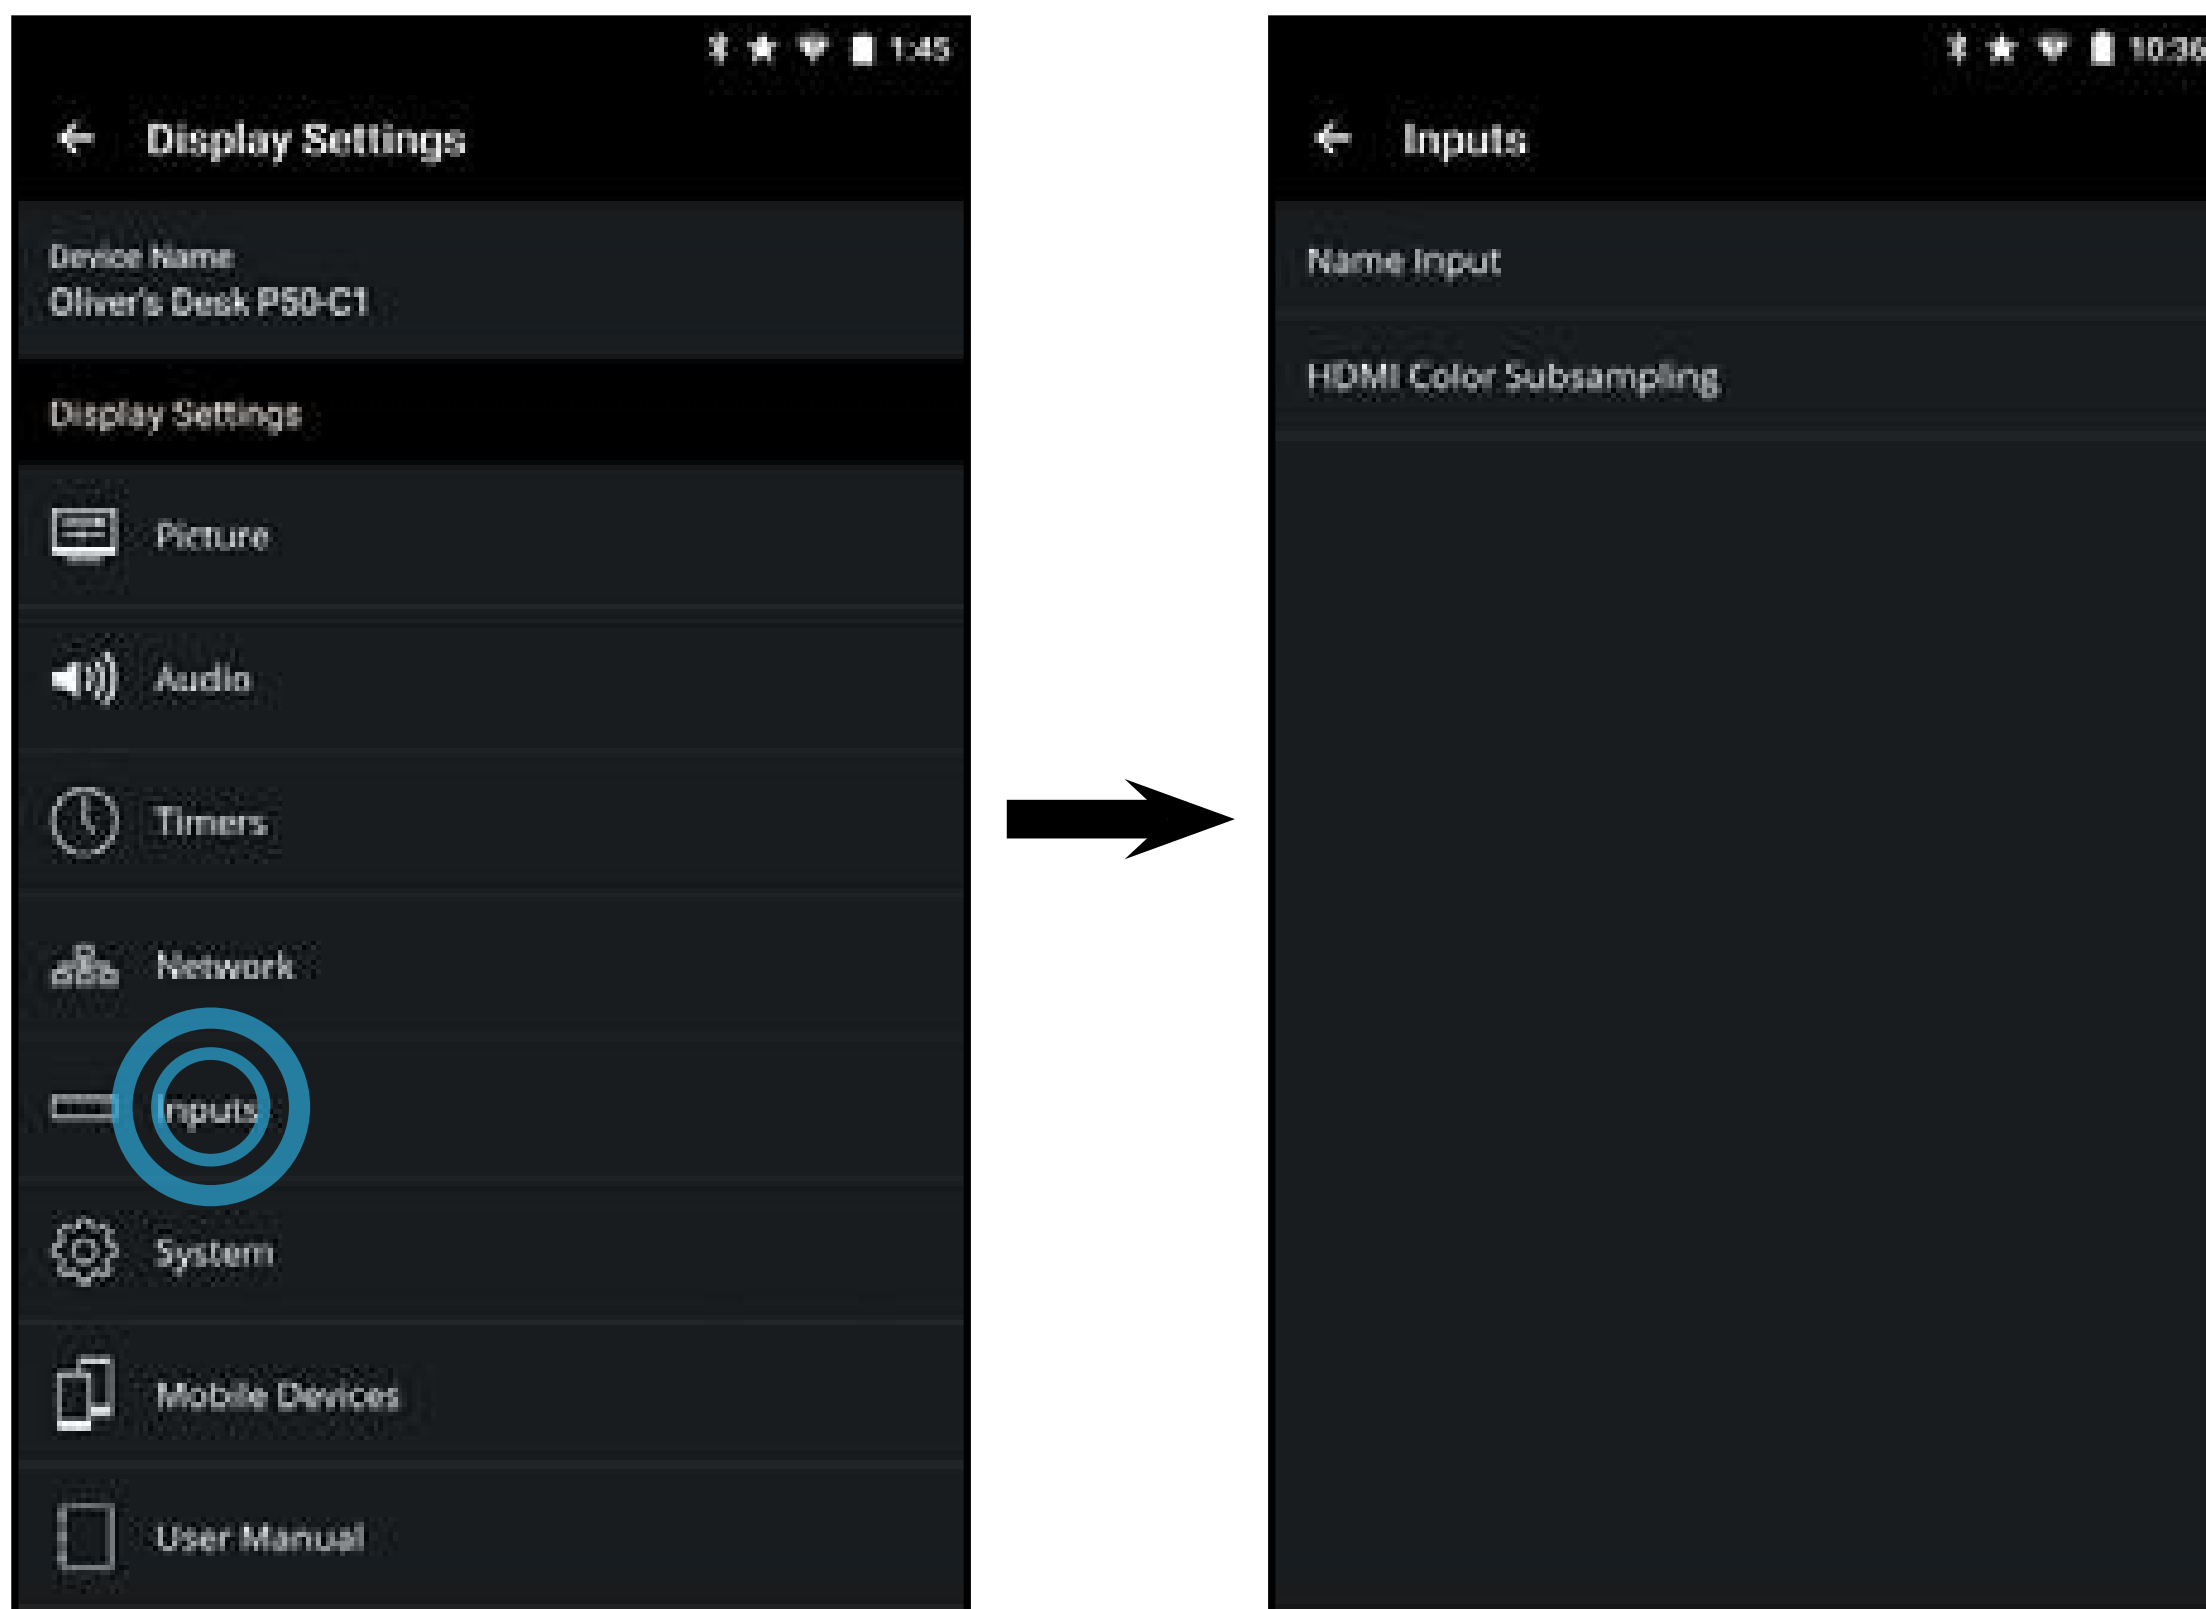 1:45
Display Settings
Device Name
Oliver's Desk P50-C1
Display Settings
Picture
Audio
Timers
Network
Inputs
System
Mobile Devices
User Manual
10:36
Inputs
Name Input
HDMI Color Subsampling